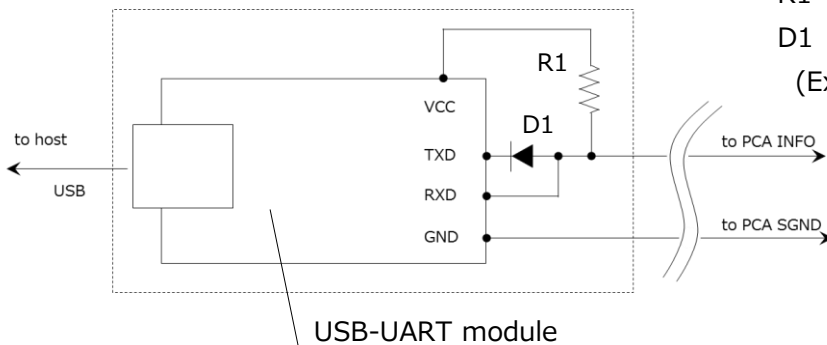 R1
D1
(Ex
R1
VCC
D1
to host
TXD
to PCA INFO
USB
RXD
GND
to PCA SGND
USB-UART module